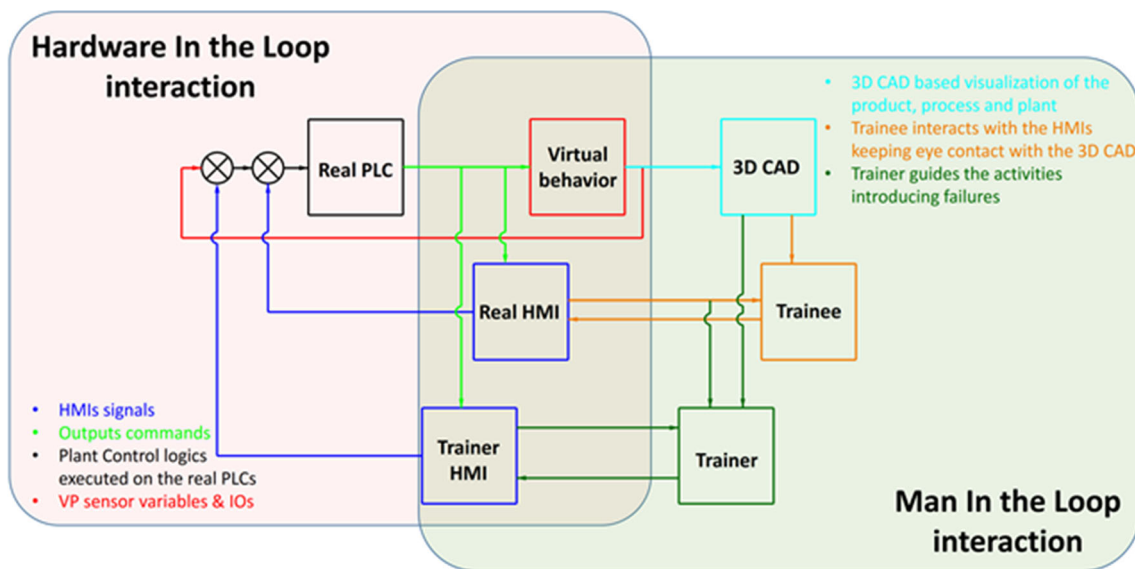 Hardware In the Loop
interaction
• 3D CAD based visualization of the
product, process and plant
• Trainee interacts with the HMIs
keeping eye contact with the 3D CAD
• Trainer guides the activities
introducing failures
Real PLC
Virtual
behavior
3D CAD
Real HMI
Trainee
Trainer
HMI
Trainer
• HMIs signals
• Outputs commands
• Plant Control logics
executed on the real PLCs
• VP sensor variables & IOs
Man In the Loop
interaction